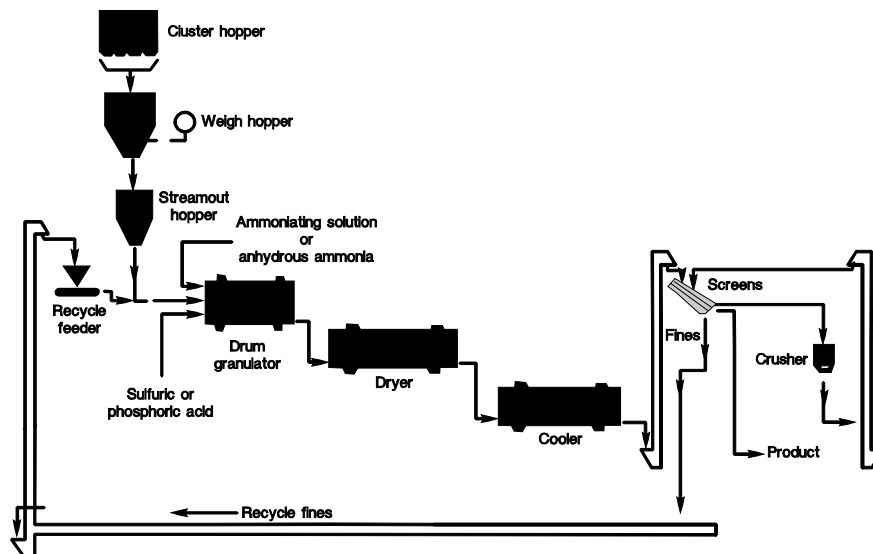 Cluster hopper
Weigh hopper
Streamout
hopper
Ammoniating solution
or
anhydrous ammonia
Recycle
feeder
Drum
granulator
Sulfuric or
phosphoric acid
Dryer
Cooler
Screens
Fines
Crusher
Product
Recycle fines